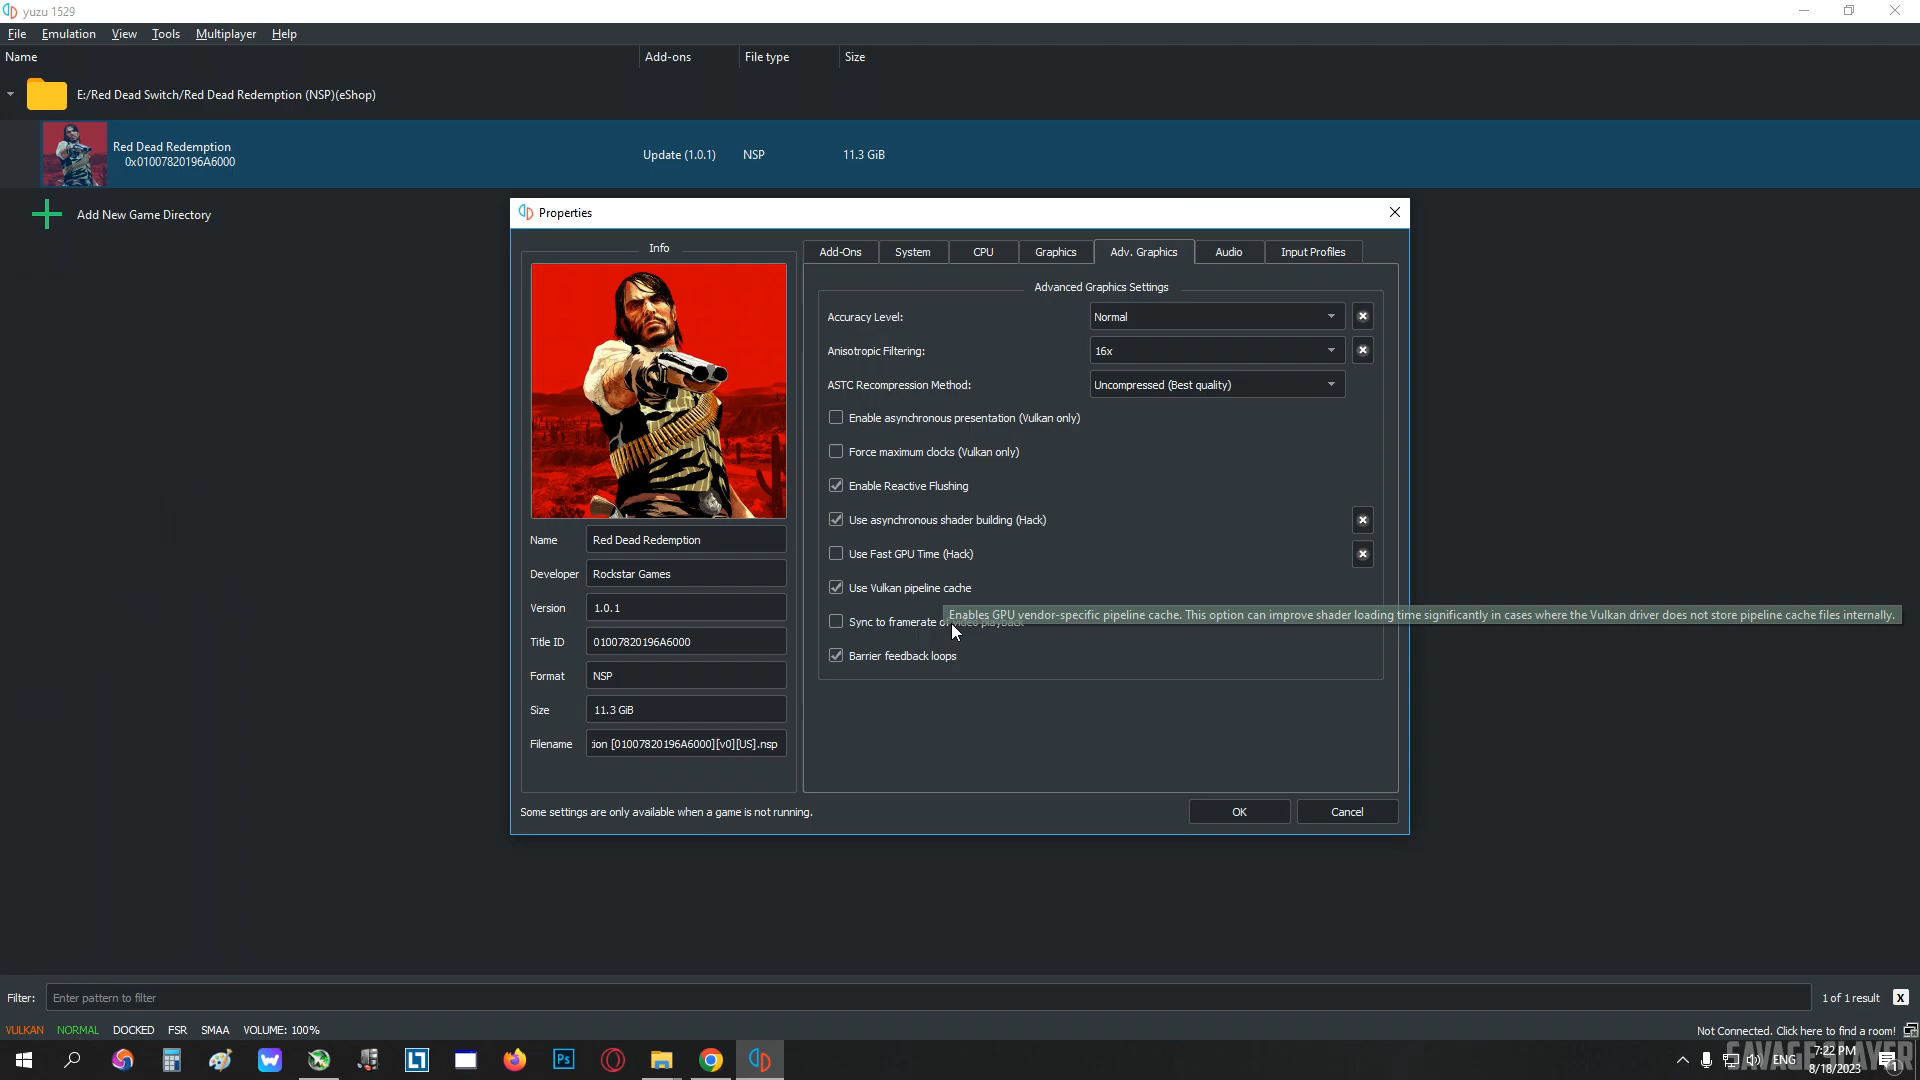 yuzu 1529
File Emulation View Tools Multiplayer Help
Name Add-ons File type Size
E:/Red Dead Switch/Red Dead Redemption (NSP)(eShop)
Red Dead Redemption
0x01007820196A6000
Update (1.0.1) NSP 11.3 GiB
Add New Game Directory
Properties
Info
Name Red Dead Redemption
Developer Rockstar Games
Version 1.0.1
Title ID 01007820196A6000
Format NSP
Size 11.3 GiB
Filename tion [01007820196A6000][v0][US].nsp
Add-Ons System CPU Graphics Adv. Graphics Audio Input Profiles
Advanced Graphics Settings
Accuracy Level: Normal
Anisotropic Filtering: 16x
ASTC Recompression Method: Uncompressed (Best quality)
Enable asynchronous presentation (Vulkan only)
Force maximum clocks (Vulkan only)
Enable Reactive Flushing
Use asynchronous shader building (Hack)
Use Fast GPU Time (Hack)
Use Vulkan pipeline cache
Enables GPU vendor-specific pipeline cache. This option can improve shader loading time significantly in cases where the Vulkan driver does not store pipeline cache files internally.
Sync to framerate of video playback
Barrier feedback loops
Some settings are only available when a game is not running.
OK Cancel
Filter: Enter pattern to filter 1 of 1 result X
VULKAN NORMAL DOCKED FSR SMAA VOLUME: 100%
Not Connected. Click here to find a room!
Ps
ENG
7:22 PM
8/18/2023
1
SAVAGESLAYER